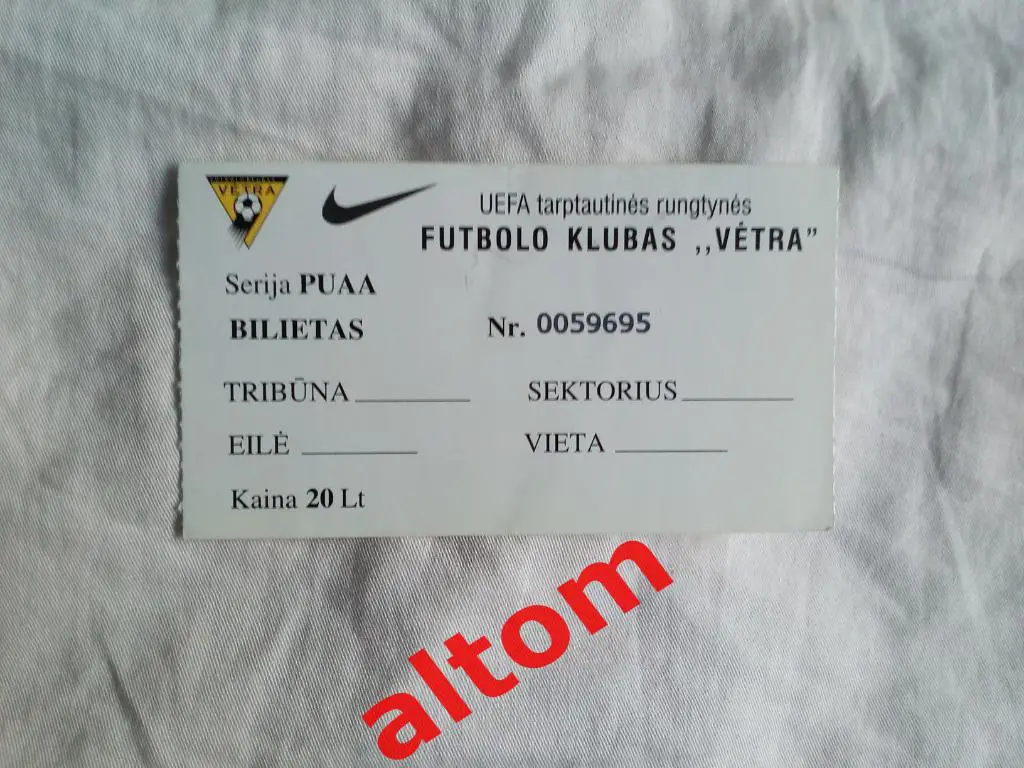 VĖTRA
UEFA tarptautinės rungtynės
FUTBOLO KLUBAS ,,VĖTRA”
Serija PUAA
BILIETAS Nr. 0059695
TRIBŪNA SEKTORIUS
EILĖ VIETA
Kaina 20 Lt
altom